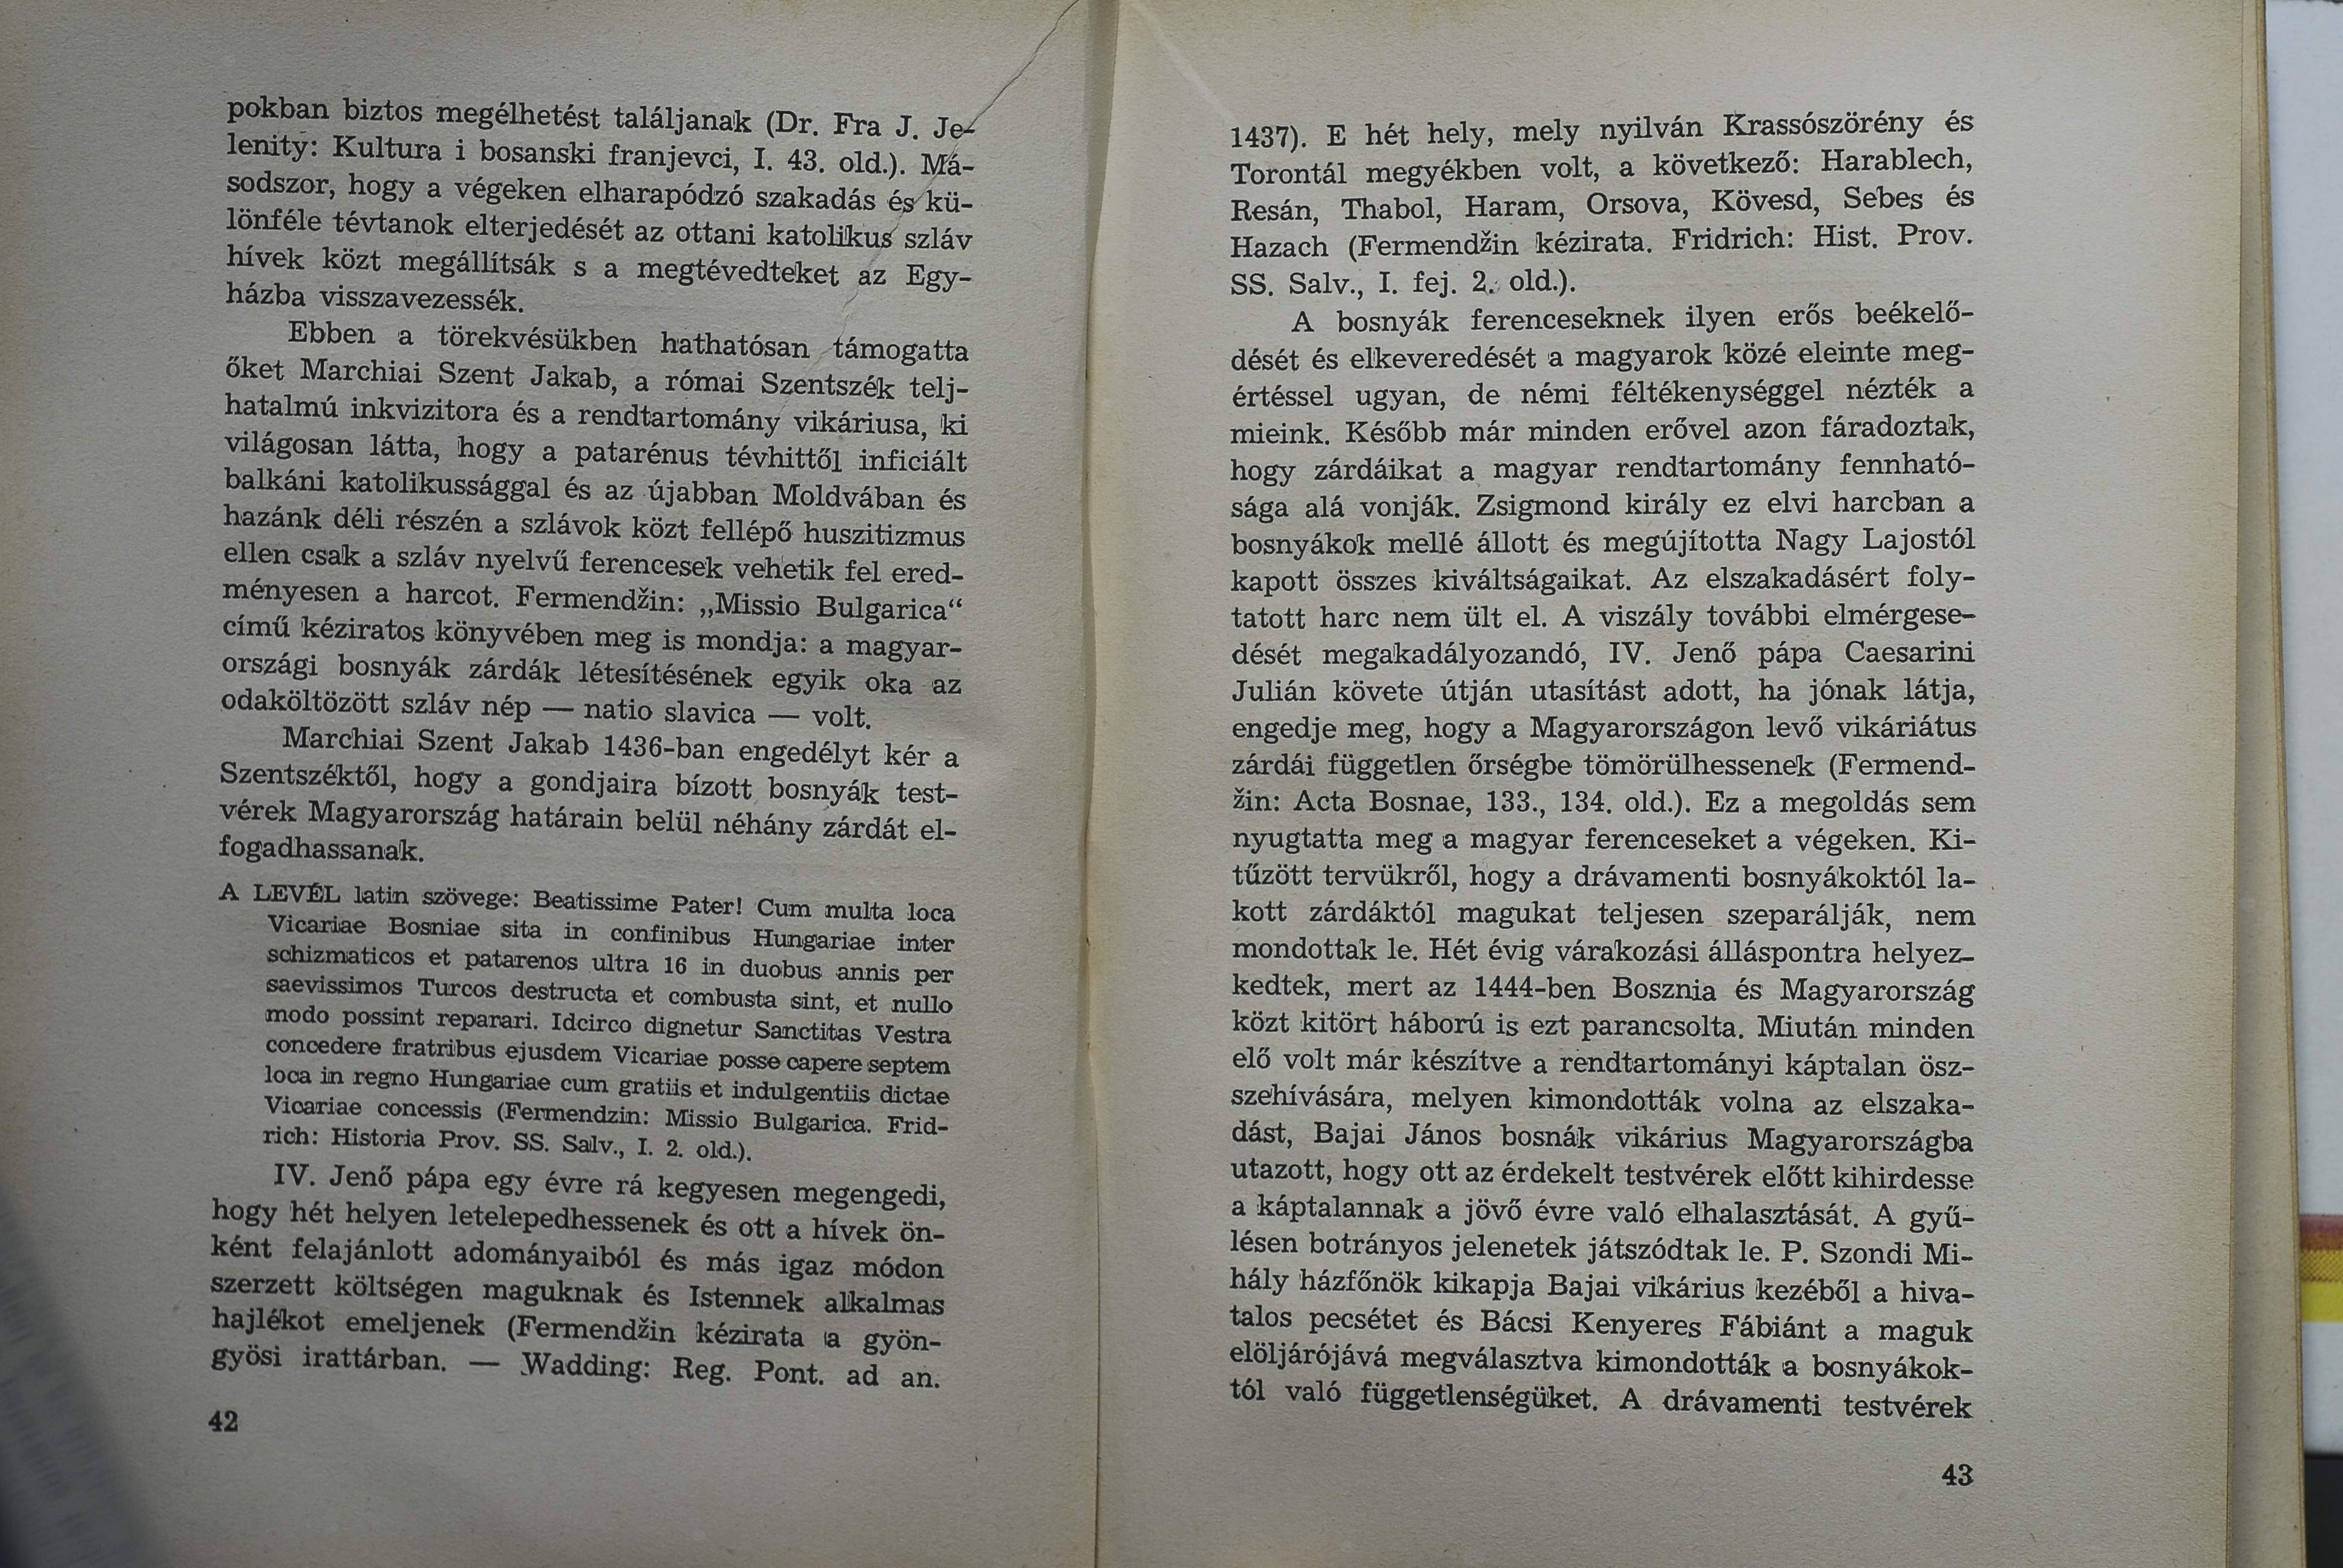 pokban biztos megélhetést találjanak (Dr. Fra J. Je-
lenity: Kultura i bosanski franjevci, I. 43. old.). Má-
sodszor, hogy a végeken elharapódzó szakadás és kü-
lönféle tévtanok elterjedését az ottani katolikus szláv
hívek közt megállítsák s a megtévedteket az Egy-
házba visszavezessék.
Ebben a törekvésükben hathatósan támogatta
őket Marchiai Szent Jakab, a római Szentszék telj-
hatalmú inkvizitora és a rendtartomány vikáriusa, ki
világosan látta, hogy a patarénus tévhittől inficiált
balkáni katolikussággal és az újabban Moldvában és
hazánk déli részén a szlávok közt fellépő huszitizmus
ellen csak a szláv nyelvű ferencesek vehetik fel ered-
ményesen a harcot. Fermendžin: „Missio Bulgarica“
című kéziratos könyvében meg is mondja: a magyar-
országi bosnyák zárdák létesítésének egyik oka az
odaköltözött szláv nép — natio slavica — volt.
Marchiai Szent Jakab 1436-ban engedélyt kér a
Szentszéktől, hogy a gondjaira bízott bosnyák test-
vérek Magyarország határain belül néhány zárdát el-
fogadhassanak.
A LEVÉL latin szövege: Beatissime Pater! Cum multa loca
Vicariae Bosniae sita in confinibus Hungariae inter
schizmaticos et patarenos ultra 16 in duobus annis per
saevissimos Turcos destructa et combusta sint, et nullo
modo possint reparari. Idcirco dignetur Sanctitas Vestra
concedere fratribus ejusdem Vicariae posse capere septem
loca in regno Hungariae cum gratiis et indulgentiis dictae
Vicariae concessis (Fermendzin: Missio Bulgarica. Frid-
rich: Historia Prov. SS. Salv., I. 2. old.).
IV. Jenő pápa egy évre rá kegyesen megengedi,
hogy hét helyen letelepedhessenek és ott a hívek ön-
ként felajánlott adományaiból és más igaz módon
szerzett költségen maguknak és Istennek alkalmas
hajlékot emeljenek (Fermendžin kézirata a gyön-
gyösi irattárban. — Wadding: Reg. Pont. ad an.
42
1437). E hét hely, mely nyilván Krassószörény és
Torontál megyékben volt, a következő: Harablech,
Resán, Thabol, Haram, Orsova, Kövesd, Sebes és
Hazach (Fermendžin kézirata. Fridrich: Hist. Prov.
SS. Salv., I. fej. 2. old.).
A bosnyák ferenceseknek ilyen erős beékelő-
dését és elkeveredését a magyarok közé eleinte meg-
értéssel ugyan, de némi féltékenységgel nézték a
mieink. Később már minden erővel azon fáradoztak,
hogy zárdáikat a magyar rendtartomány fennható-
sága alá vonják. Zsigmond király ez elvi harcban a
bosnyákok mellé állott és megújította Nagy Lajostól
kapott összes kiváltságaikat. Az elszakadásért foly-
tatott harc nem ült el. A viszály további elmérgese-
dését megakadályozandó, IV. Jenő pápa Caesarini
Julián követe útján utasítást adott, ha jónak látja,
engedje meg, hogy a Magyarországon levő vikáriátus
zárdái független őrségbe tömörülhessenek (Fermend-
žin: Acta Bosnae, 133., 134. old.). Ez a megoldás sem
nyugtatta meg a magyar ferenceseket a végeken. Ki-
tűzött tervükről, hogy a drávamenti bosnyákoktól la-
kott zárdáktól magukat teljesen szeparálják, nem
mondottak le. Hét évig várakozási álláspontra helyez-
kedtek, mert az 1444-ben Bosznia és Magyarország
közt kitört háború is ezt parancsolta. Miután minden
elő volt már készítve a rendtartományi káptalan ösz-
szehívására, melyen kimondották volna az elszaka-
dást, Bajai János bosnák vikárius Magyarországba
utazott, hogy ott az érdekelt testvérek előtt kihirdesse
a káptalannak a jövő évre való elhalasztását. A gyű-
lésen botrányos jelenetek játszódtak le. P. Szondi Mi-
hály házfőnök kikapja Bajai vikárius kezéből a hiva-
talos pecsétet és Bácsi Kenyeres Fábiánt a maguk
elöljárójává megválasztva kimondották a bosnyákok-
tól való függetlenségüket. A drávamenti testvérek
43